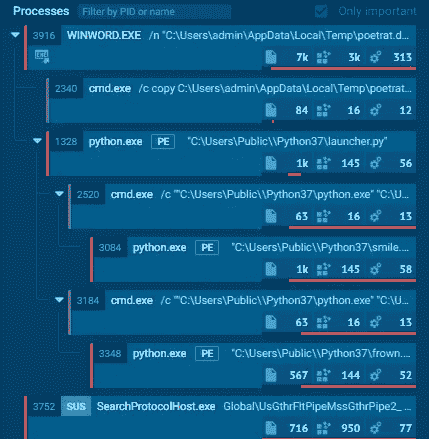 Processes Filter by PID or name Only important
3916 WINWORD.EXE /n "C:\Users\admin\AppData\Local\Temp\poetrat.d...
7k 3k 313
2340 cmd.exe /c copy C:\Users\admin\AppData\Local\Temp\poetrat...
84 16 12
1328 python.exe PE "C:\Users\Public\\Python37\launcher.py"
1k 145 56
2520 cmd.exe /c ""C:\Users\Public\\Python37\python.exe" "C:\U...
63 16 13
3084 python.exe PE "C:\Users\Public\\Python37\smile....
1k 145 58
3184 cmd.exe /c ""C:\Users\Public\\Python37\python.exe" "C:\U...
63 16 13
3348 python.exe PE "C:\Users\Public\\Python37\frown....
567 144 52
3752 SUS SearchProtocolHost.exe Global\UsGthrFltPipeMssGthrPipe2_ ...
716 950 77